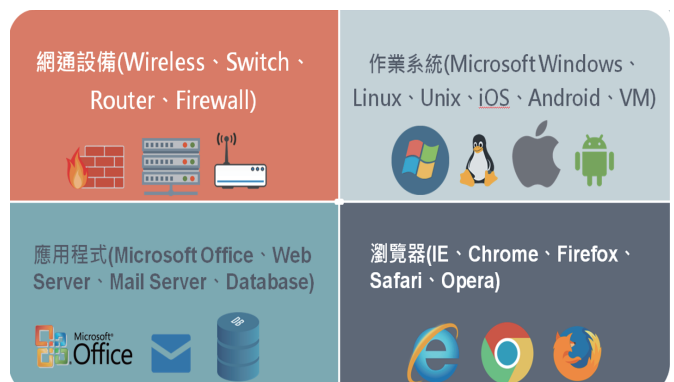 網通設備(Wireless、Switch、
Router、Firewall)
作業系統(Microsoft Windows、
Linux、Unix、iOS、Android、VM)
應用程式(Microsoft Office、Web
Server、Mail Server、Database)
Microsoft®
Office
DB
瀏覽器(IE、Chrome、Firefox、
Safari、Opera)